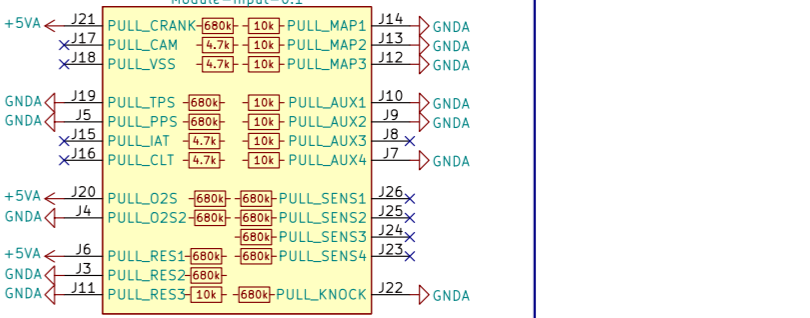 Module-input-0.1
+5VA J21 PULL_CRANK 680k 10k PULL_MAP1 J14 GNDA
J17 PULL_CAM 4.7k 10k PULL_MAP2 J13 GNDA
J18 PULL_VSS 4.7k 10k PULL_MAP3 J12 GNDA
GNDA J19 PULL_TPS 680k 10k PULL_AUX1 J10 GNDA
GNDA J5 PULL_PPS 680k 10k PULL_AUX2 J9 GNDA
J15 PULL_IAT 4.7k 10k PULL_AUX3 J8
J16 PULL_CLT 4.7k 10k PULL_AUX4 J7 GNDA
+5VA J20 PULL_O2S 680k 680k PULL_SENS1 J26
GNDA J4 PULL_O2S2 680k 680k PULL_SENS2 J25
680k PULL_SENS3 J24
+5VA J6 PULL_RES1 680k 680k PULL_SENS4 J23
GNDA J3 PULL_RES2 680k
GNDA J11 PULL_RES3 10k 680k PULL_KNOCK J22 GNDA